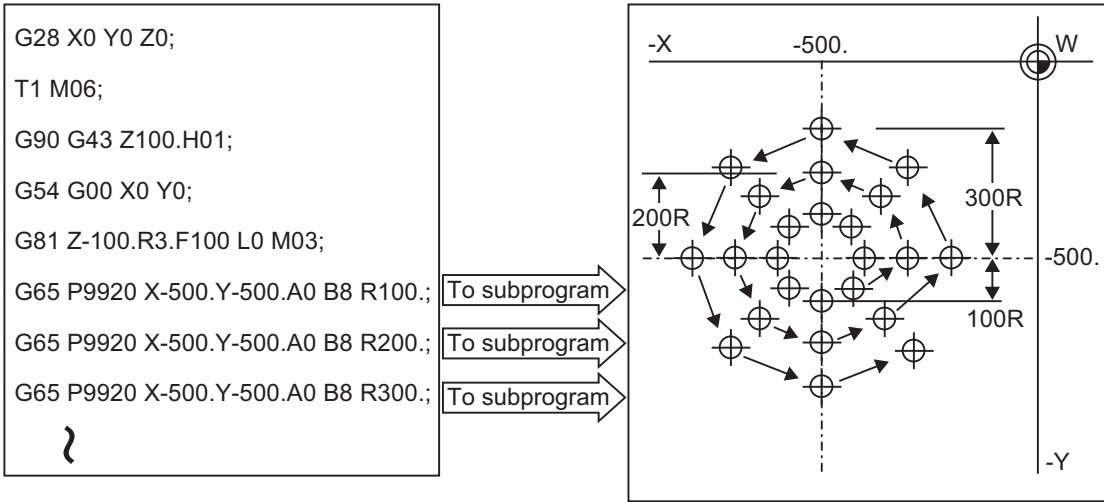 G28 X0 Y0 Z0;
T1 M06;
G90 G43 Z100.H01;
G54 G00 X0 Y0;
G81 Z-100.R3.F100 L0 M03;
G65 P9920 X-500.Y-500.A0 B8 R100.;
G65 P9920 X-500.Y-500.A0 B8 R200.;
G65 P9920 X-500.Y-500.A0 B8 R300.;
To subprogram
To subprogram
To subprogram
-X
-500.
W
200R
300R
-500.
100R
-Y